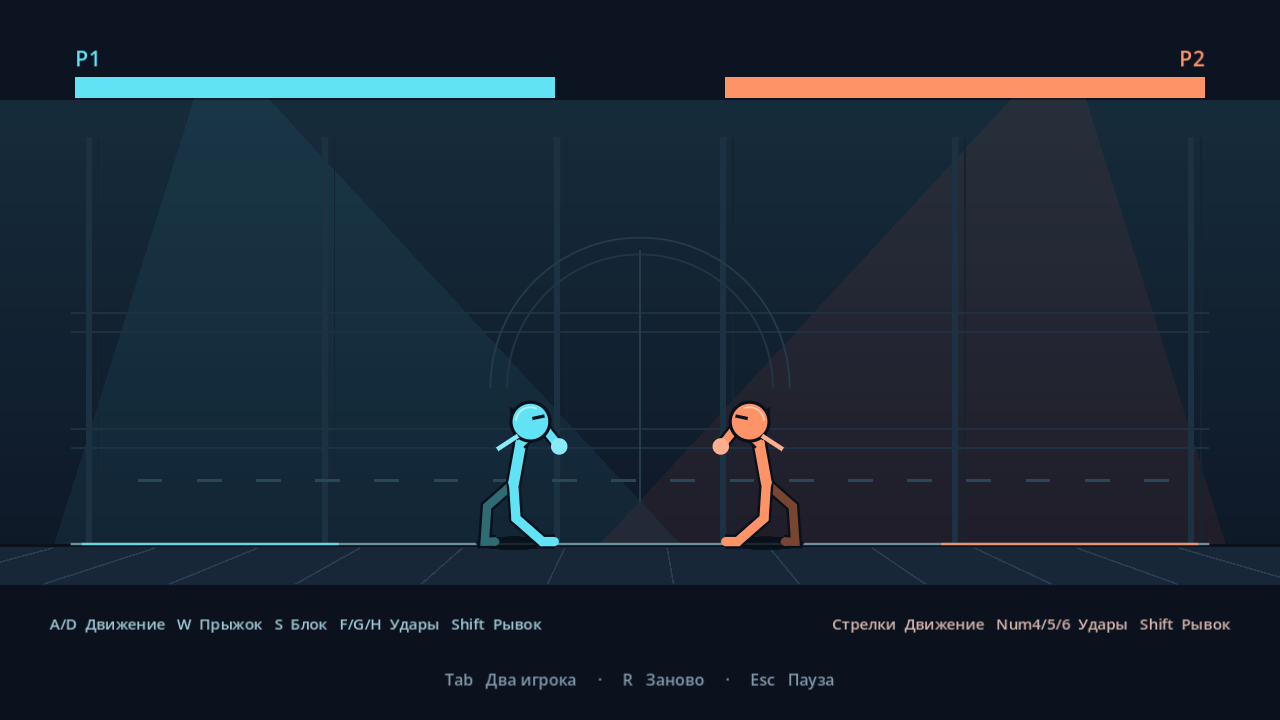 P1
P2
A/D Движение W Прыжок S Блок F/G/H Удары Shift Рывок
Стрелки Движение Num4/5/6 Удары Shift Рывок
Tab Два игрока · R Заново · Esc Пауза